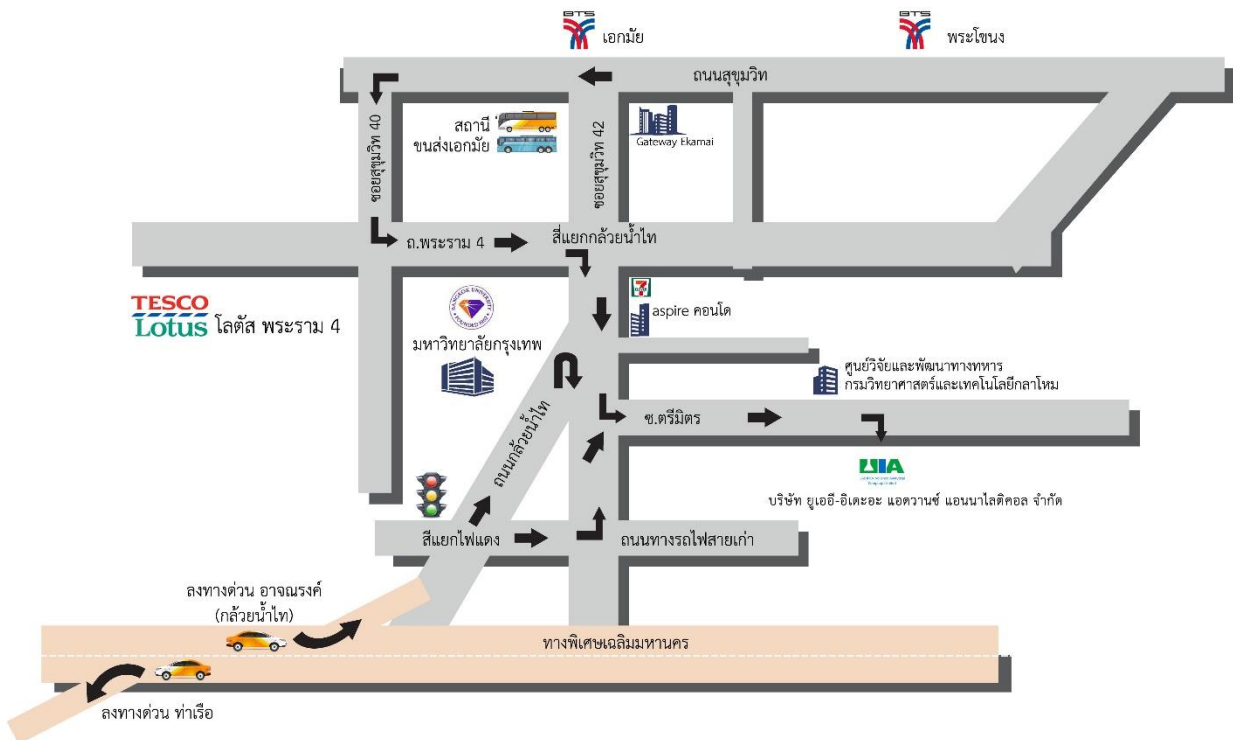 BTS
เอกมัย
BTS
พระโขนง
ถนนสุขุมวิท
ซอยสุขุมวิท 40
สถานี
ขนส่งเอกมัย
ซอยสุขุมวิท 42
Gateway Ekamai
ถ.พระราม 4
สี่แยกกล้วยน้ำไท
TESCO
Lotus โลตัส พระราม 4
BANGKOK UNIVERSITY
มหาวิทยาลัยกรุงเทพ
7
ELEVEN
aspire คอนโด
ศูนย์วิจัยและพัฒนาทางทหาร
กรมวิทยาศาสตร์และเทคโนโลยีกลาโหม
ถนนกล้วยน้ำไท
ซ.ตรีมิตร
UIA
บริษัท ยูเออี-อิเตะอะ แอดวานซ์ แอนนาไลติคอล จำกัด
สี่แยกไฟแดง
ถนนทางรถไฟสายเก่า
ลงทางด่วน อาจณรงค์
(กล้วยน้ำไท)
ทางพิเศษเฉลิมมหานคร
ลงทางด่วน ท่าเรือ